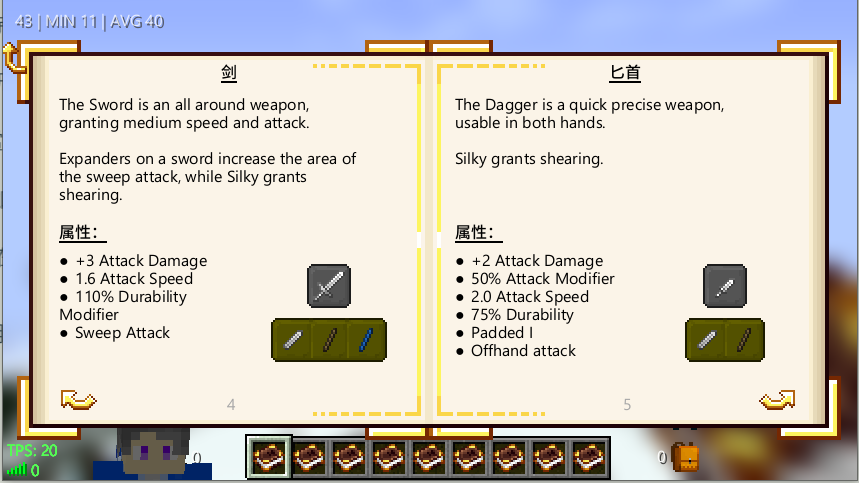 43 | MIN 11 | AVG 40
剑
The Sword is an all around weapon,
granting medium speed and attack.
Expanders on a sword increase the area of
the sweep attack, while Silky grants
shearing.
属性：
● +3 Attack Damage
● 1.6 Attack Speed
● 110% Durability
Modifier
● Sweep Attack
4
匕首
The Dagger is a quick precise weapon,
usable in both hands.
Silky grants shearing.
属性：
● +2 Attack Damage
● 50% Attack Modifier
● 2.0 Attack Speed
● 75% Durability
● Padded I
● Offhand attack
5
TPS: 20
0
0
0